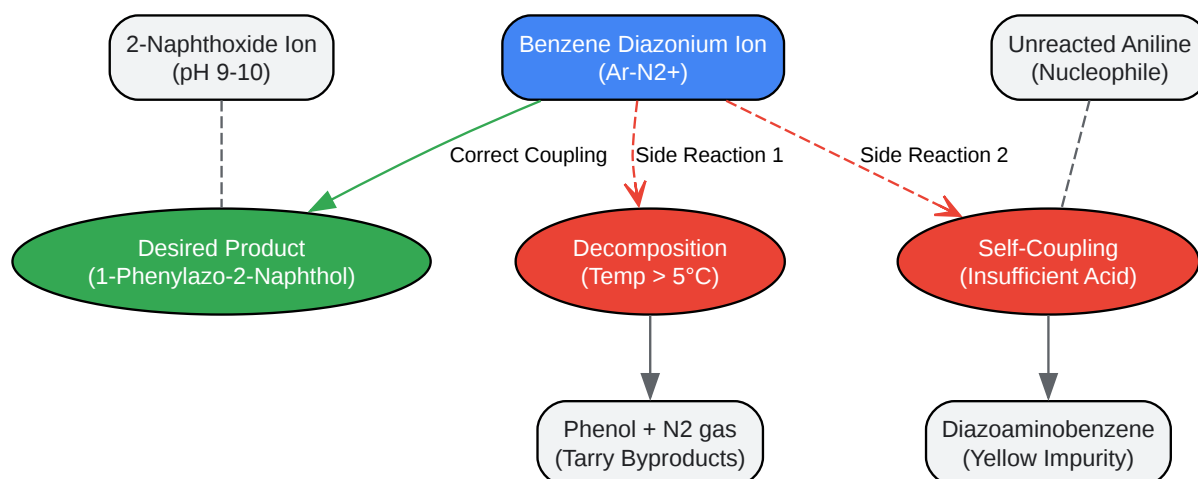 2-Naphthoxide Ion
(pH 9-10)
Benzene Diazonium Ion
(Ar-N2+)
Unreacted Aniline
(Nucleophile)
Correct Coupling
Side Reaction 1
Side Reaction 2
Desired Product
(1-Phenylazo-2-Naphthol)
Decomposition
(Temp > 5°C)
Self-Coupling
(Insufficient Acid)
Phenol + N2 gas
(Tarry Byproducts)
Diazoaminobenzene
(Yellow Impurity)